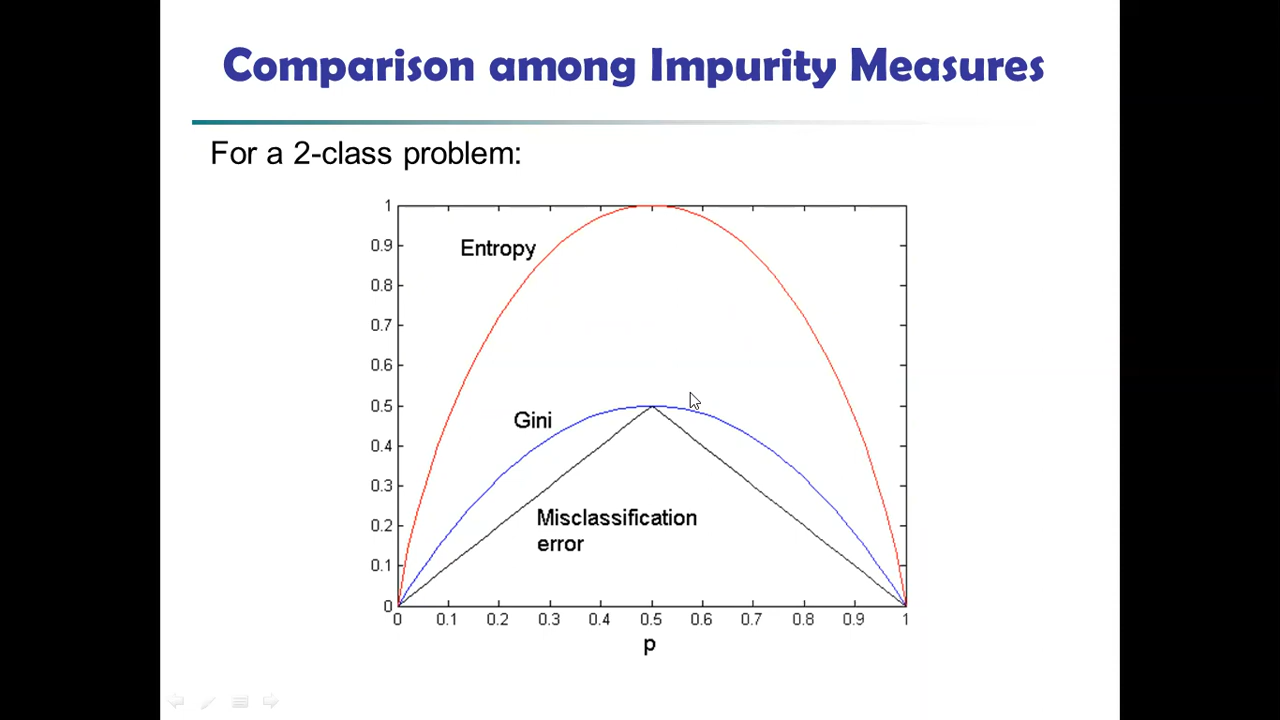 Comparison among Impurity Measures
For a 2-class problem:
1
0.9
Entropy
0.8
0.7
0.6
0.5
Gini
0.4
0.3
Misclassification
0.2
error
0.1
0
0 0.1 0.2 0.3 0.4 0.5 0.6 0.7 0.8 0.9 1
p